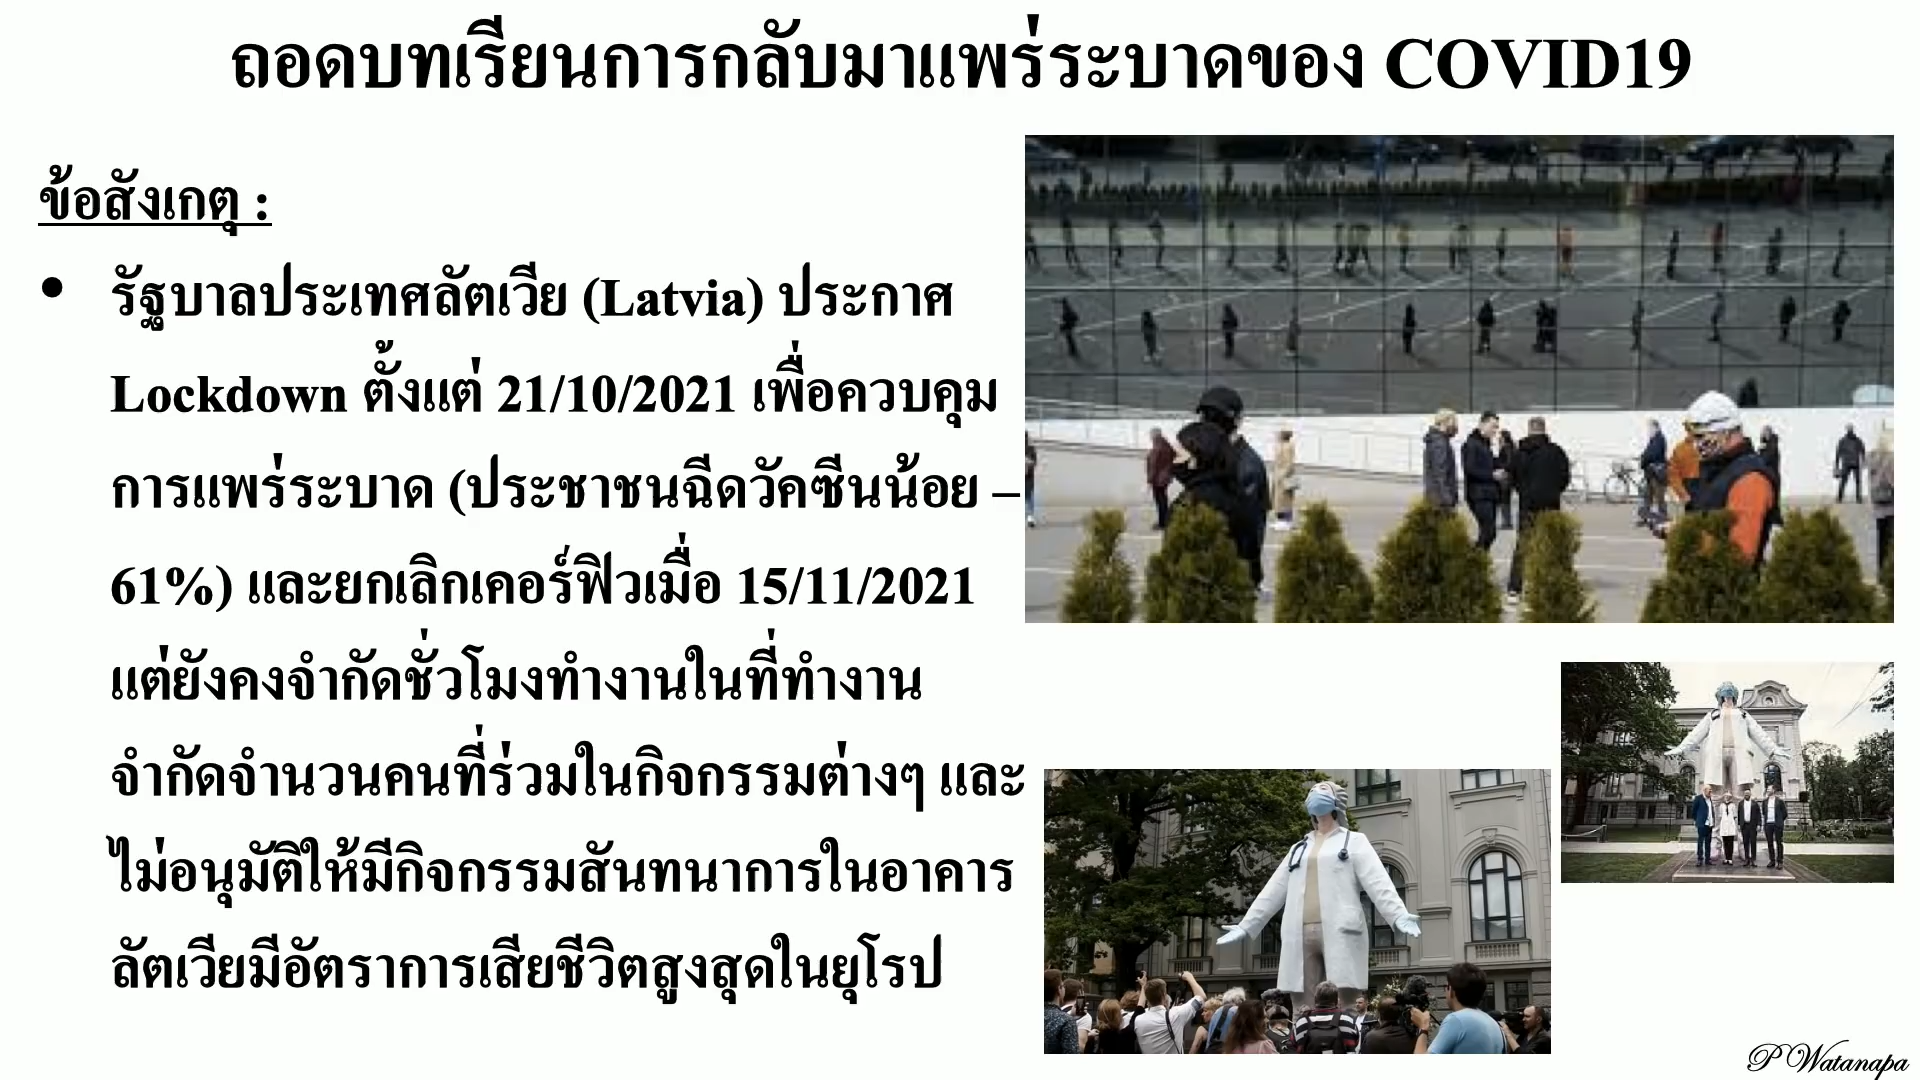 ถอดบทเรียนการกลับมาแพร่ระบาดของ COVID19
ข้อสังเกตุ :
• รัฐบาลประเทศลัตเวีย (Latvia) ประกาศ
Lockdown ตั้งแต่ 21/10/2021 เพื่อควบคุม
การแพร่ระบาด (ประชาชนฉีดวัคซีนน้อย –
61%) และยกเลิกเคอร์ฟิวเมื่อ 15/11/2021
แต่ยังคงจำกัดชั่วโมงทำงานในที่ทำงาน
จำกัดจำนวนคนที่ร่วมในกิจกรรมต่างๆ และ
ไม่อนุมัติให้มีกิจกรรมสันทนาการในอาคาร
ลัตเวียมีอัตราการเสียชีวิตสูงสุดในยุโรป
P Watanapa